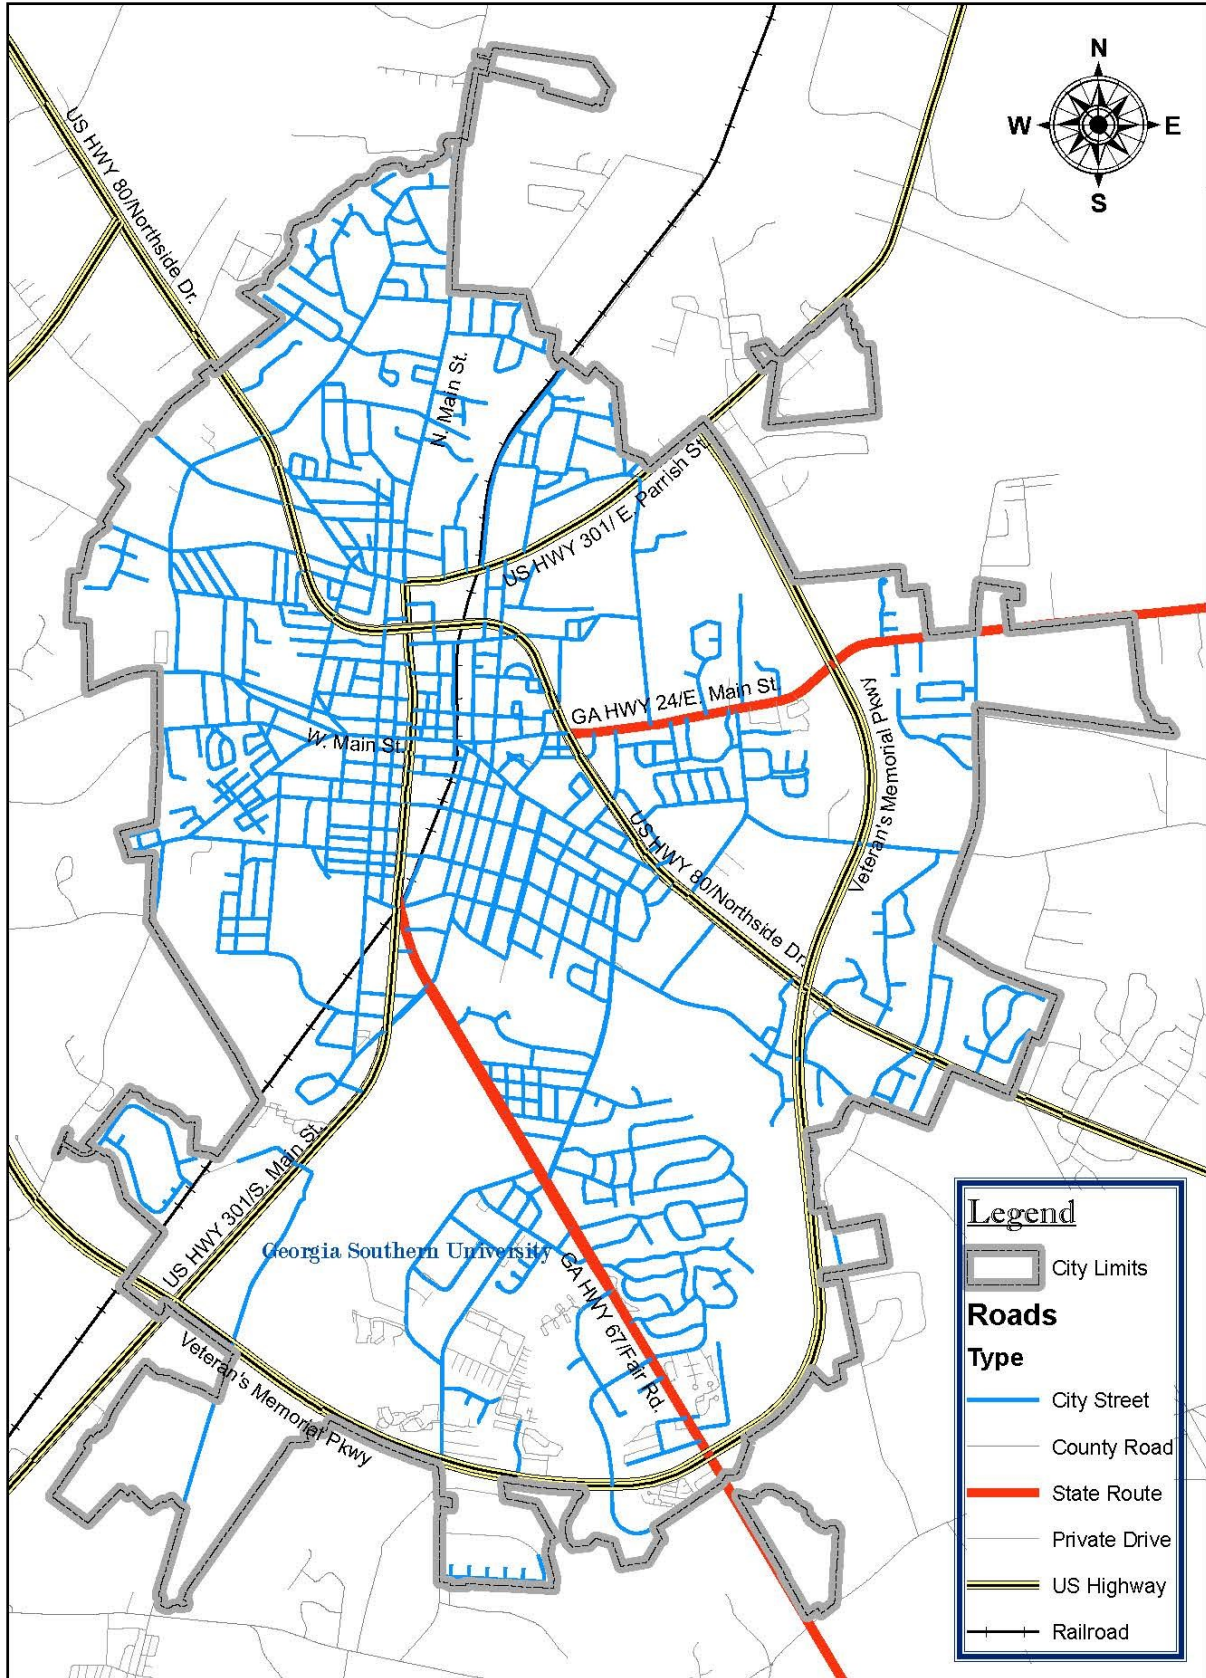 N
W
E
S
US HWY 80/Northside Dr.
N. Main St.
US HWY 301/ E. Parrish St.
GA HWY 24/E. Main St.
W. Main St.
Veteran's Memorial Pkwy
US HWY 80/Northside Dr.
US HWY 301/S. Main St.
Georgia Southern University
GA HWY 67/Fair Rd.
Veteran's Memorial Pkwy
Legend
City Limits
Roads
Type
City Street
County Road
State Route
Private Drive
US Highway
Railroad